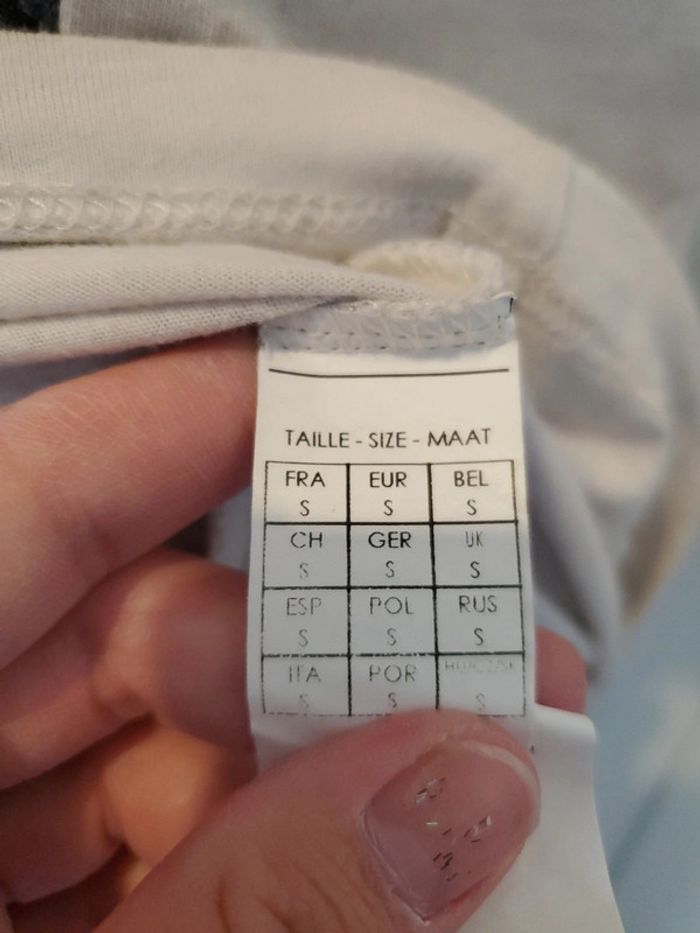 TAILLE - SIZE - MAAT
FRA EUR BEL
S S S
CH GER UK
S S S
ESP POL RUS
S S S
ITA POR
S S S